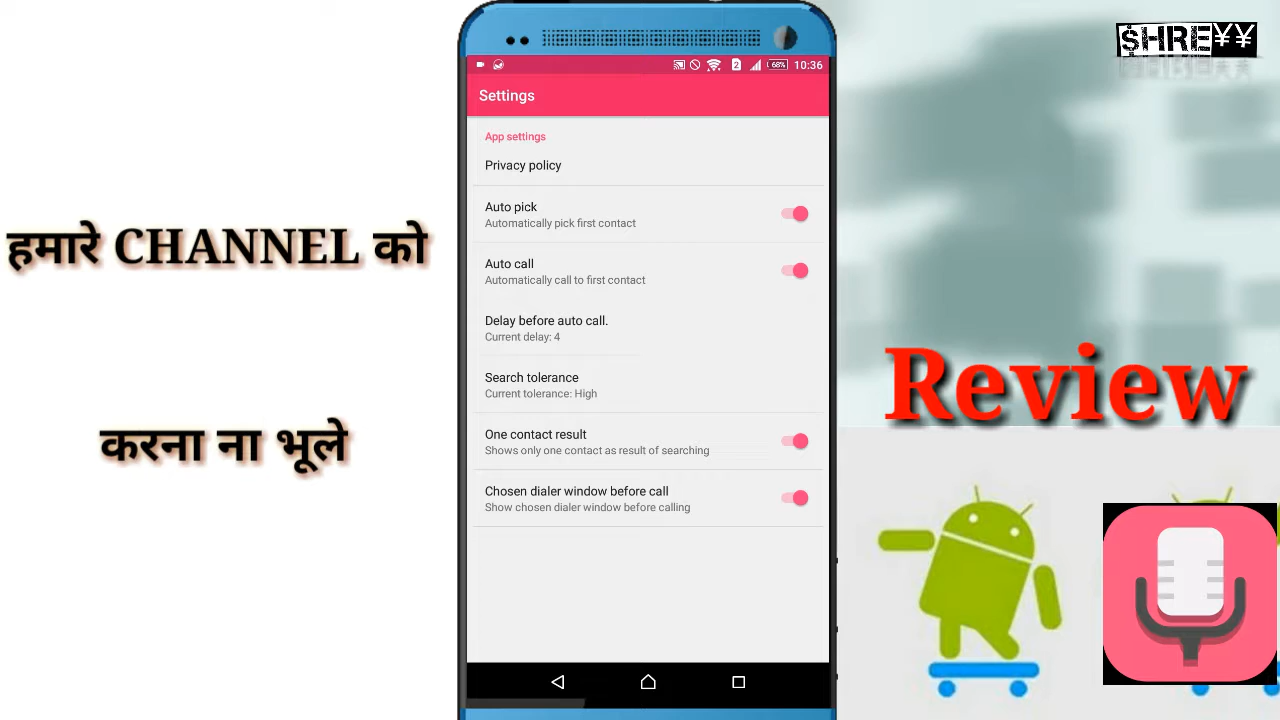 $HRE¥¥
2
68%
10:36
Settings
App settings
Privacy policy
Auto pick
Automatically pick first contact
Auto call
Automatically call to first contact
Delay before auto call.
Current delay: 4
Search tolerance
Current tolerance: High
One contact result
Shows only one contact as result of searching
Chosen dialer window before call
Show chosen dialer window before calling
हमारे CHANNEL को
करना ना भूले
Review